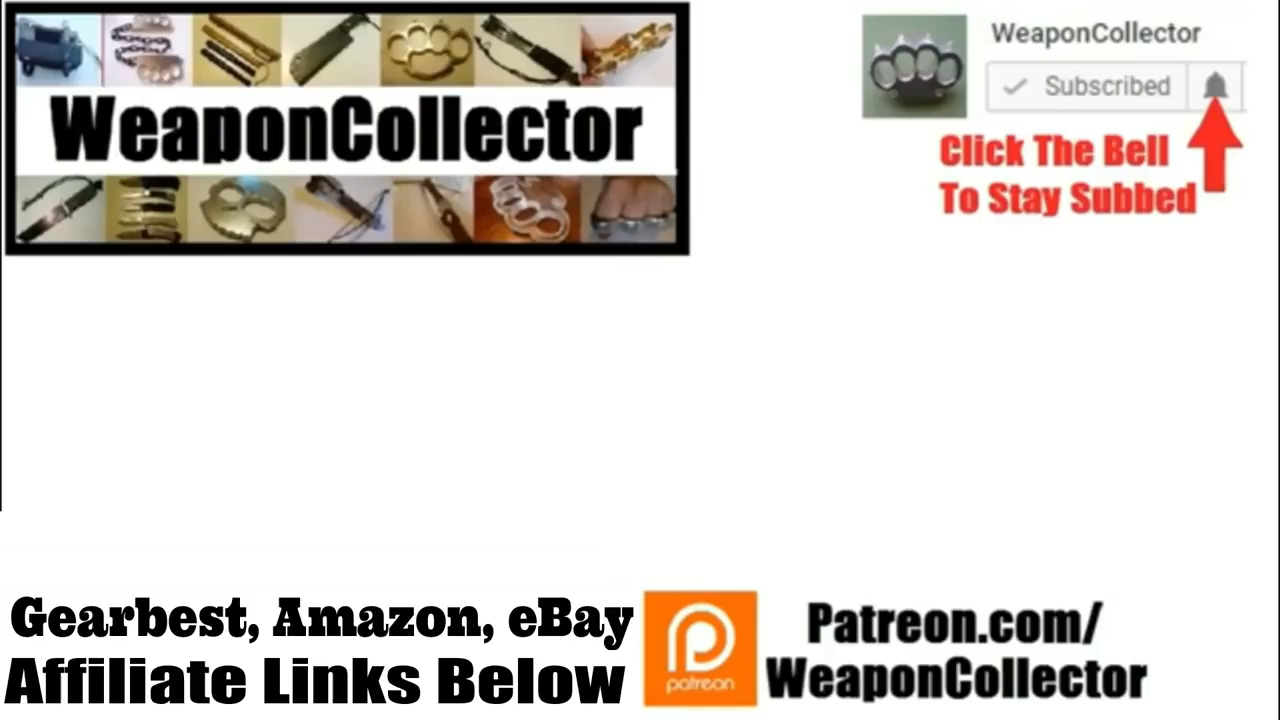 WeaponCollector
WeaponCollector
Subscribed
Click The Bell
To Stay Subbed
Gearbest, Amazon, eBay
Affiliate Links Below
patreon
Patreon.com/
WeaponCollector